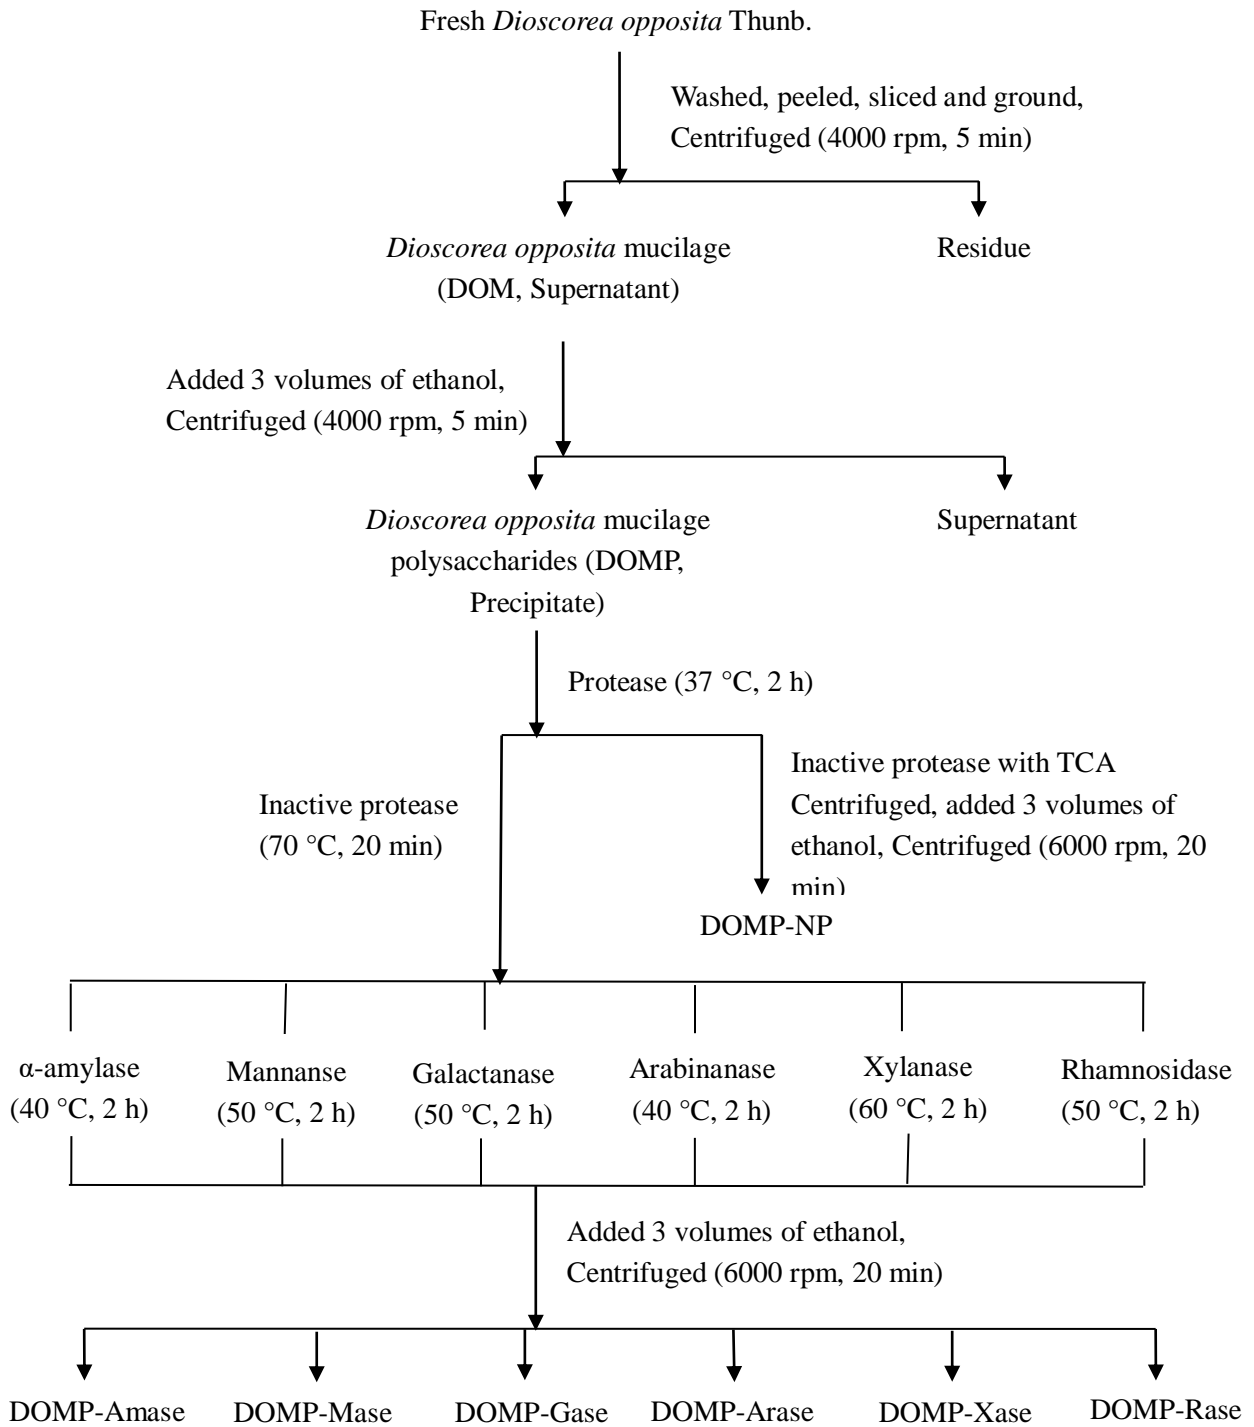 Fresh Dioscorea opposita Thunb.
Washed, peeled, sliced and ground,
Centrifuged (4000 rpm, 5 min)
Dioscorea opposita mucilage
(DOM, Supernatant)
Residue
Added 3 volumes of ethanol,
Centrifuged (4000 rpm, 5 min)
Dioscorea opposita mucilage
polysaccharides (DOMP,
Precipitate)
Supernatant
Protease (37 °C, 2 h)
Inactive protease
(70 °C, 20 min)
Inactive protease with TCA
Centrifuged, added 3 volumes of
ethanol, Centrifuged (6000 rpm, 20
min)
DOMP-NP
α-amylase
(40 °C, 2 h)
Mannanse
(50 °C, 2 h)
Galactanase
(50 °C, 2 h)
Arabinanase
(40 °C, 2 h)
Xylanase
(60 °C, 2 h)
Rhamnosidase
(50 °C, 2 h)
Added 3 volumes of ethanol,
Centrifuged (6000 rpm, 20 min)
DOMP-Amase
DOMP-Mase
DOMP-Gase
DOMP-Arase
DOMP-Xase
DOMP-Rase